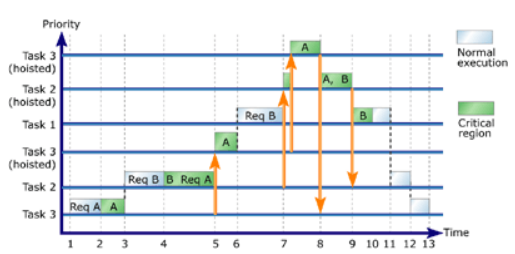 Priority
Task 3
(hoisted)
A
Task 2
(hoisted)
A, B
Task 1
Req B
B
Task 3
(hoisted)
A
Task 2
Req B B Req A
Task 3
Req A A
Time
1 2 3 4 5 6 7 8 9 10 11 12 13
Normal
execution
Critical
region